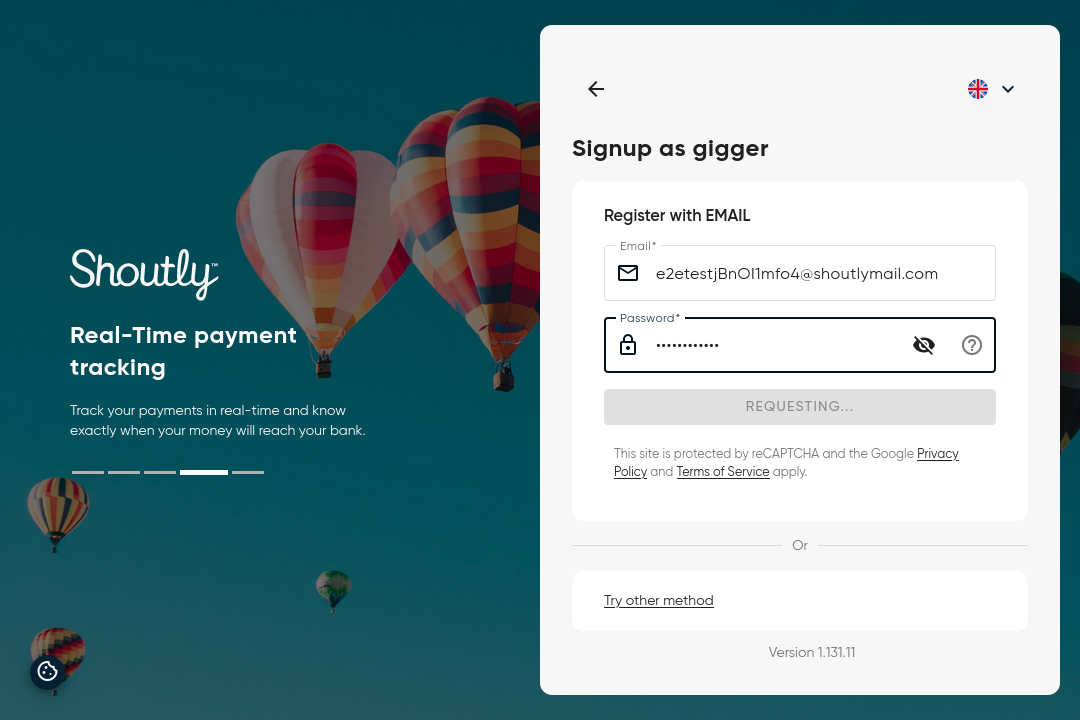 Shoutly™
Real-Time payment
tracking
Track your payments in real-time and know
exactly when your money will reach your bank.
Signup as gigger
Register with EMAIL
Email*
e2etestjBnOI1mfo4@shoutlymail.com
Password*
••••••••••••
REQUESTING...
This site is protected by reCAPTCHA and the Google Privacy
Policy and Terms of Service apply.
Or
Try other method
Version 1.131.11